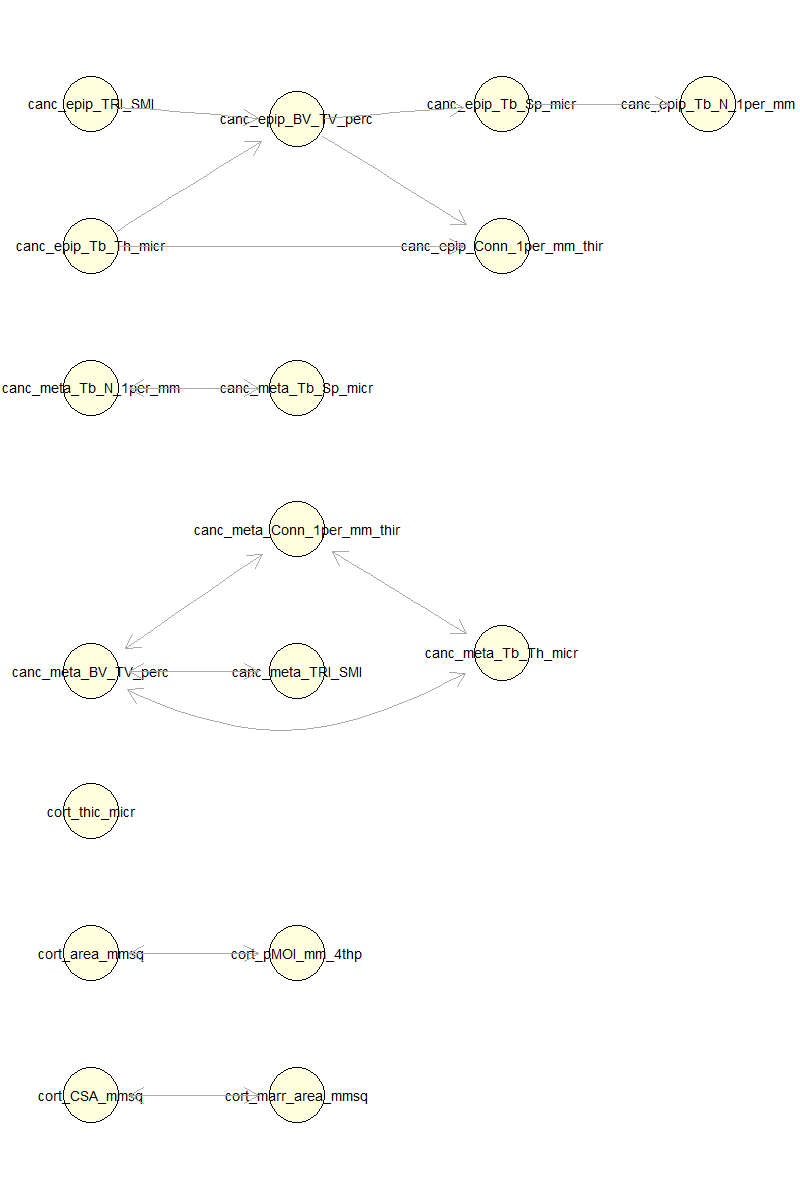 canc_epip_TRI_SMI
canc_epip_BV_TV_perc
canc_epip_Tb_Sp_micr
canc_epip_Tb_N_1per_mm
canc_epip_Tb_Th_micr
canc_epip_Conn_1per_mm_thir
canc_meta_Tb_N_1per_mm
canc_meta_Tb_Sp_micr
canc_meta_Conn_1per_mm_thir
canc_meta_Tb_Th_micr
canc_meta_BV_TV_perc
canc_meta_TRI_SMI
cort_thic_micr
cort_area_mmsq
cort_pMOI_mm_4thp
cort_CSA_mmsq
cort_marr_area_mmsq